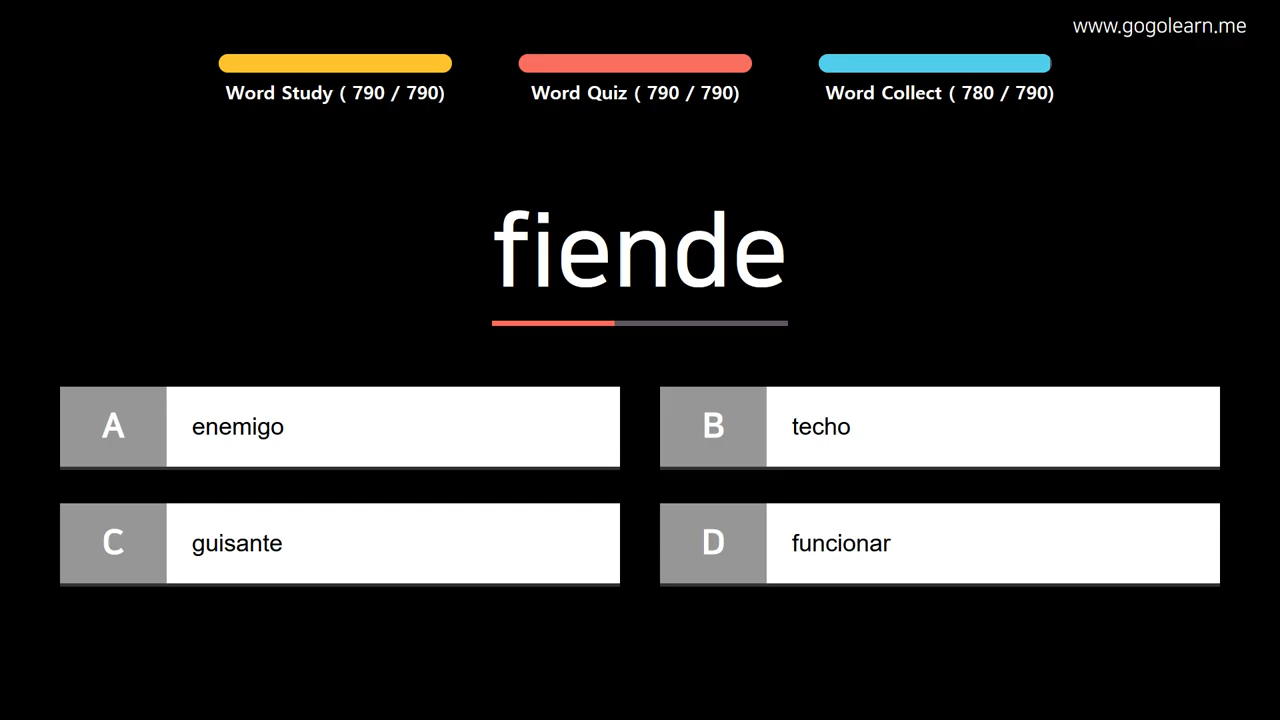 www.gogolearn.me
Word Study ( 790 / 790)
Word Quiz ( 790 / 790)
Word Collect ( 780 / 790)
fiende
A enemigo
B techo
C guisante
D funcionar